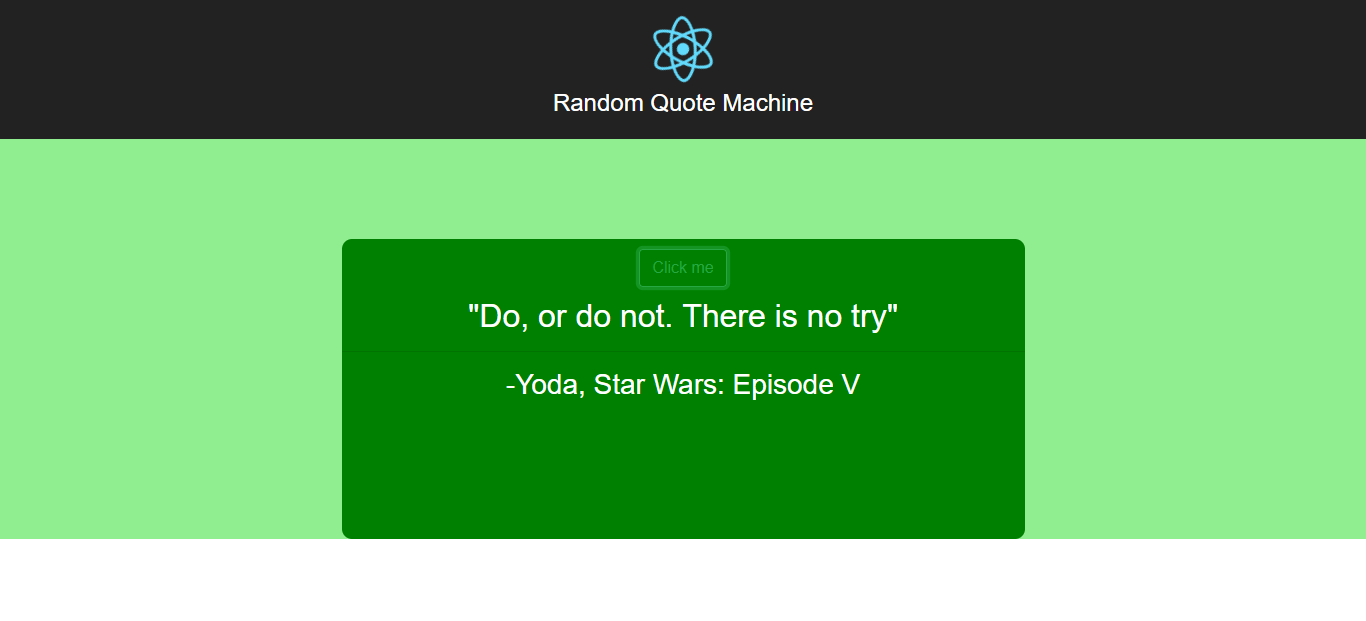 Random Quote Machine
Click me
"Do, or do not. There is no try"
-Yoda, Star Wars: Episode V